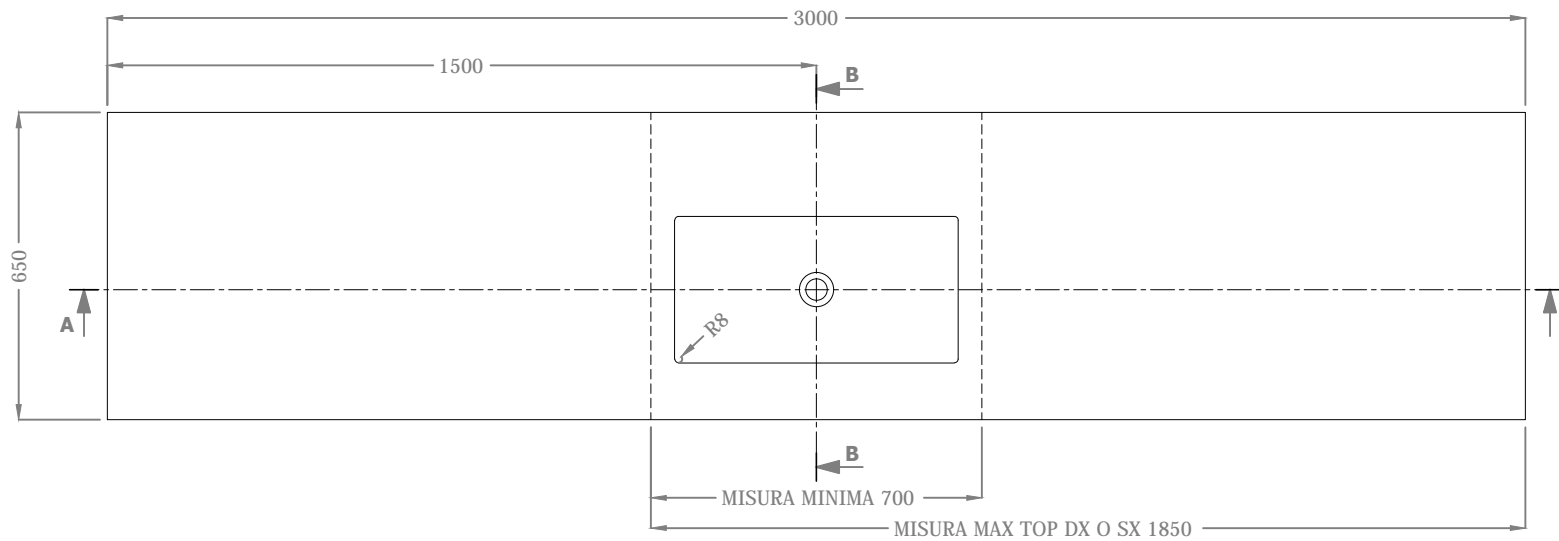 3000
1500
B
650
A
R8
B
MISURA MINIMA 700
MISURA MAX TOP DX O SX 1850